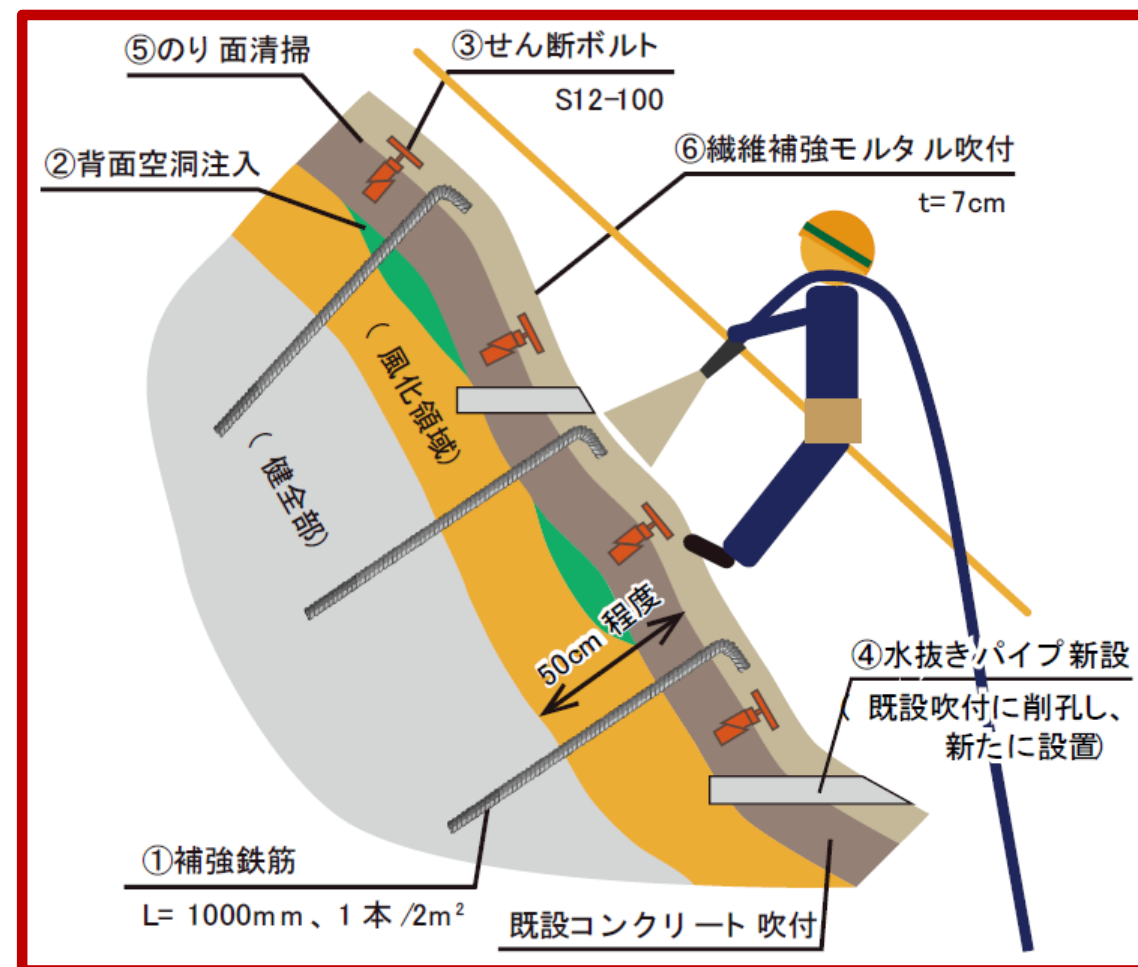 ⑤のり面清掃
③せん断ボルト
S12-100
②背面空洞注入
⑥繊維補強モルタル吹付
t=7cm
(風化領域)
(健全部)
50cm程度
④水抜きパイプ新設
(既設吹付に削孔し、
新たに設置)
①補強鉄筋
L=1000mm、1本/2m²
既設コンクリート吹付